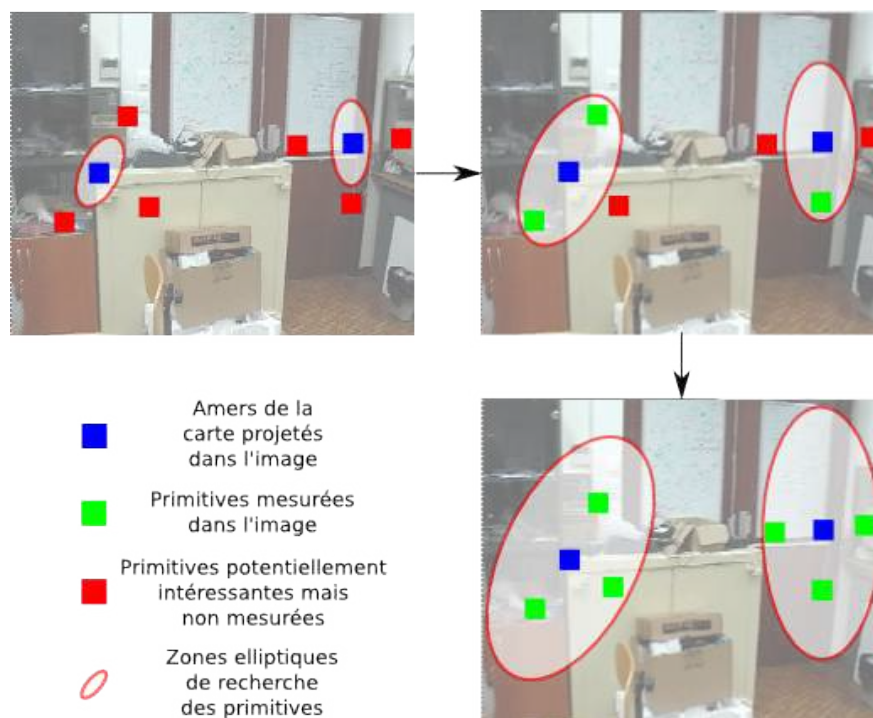 Amers de la
carte projetés
dans l'image
Primitives mesurées
dans l'image
Primitives potentiellement
intéressantes mais
non mesurées
Zones elliptiques
de recherche
des primitives